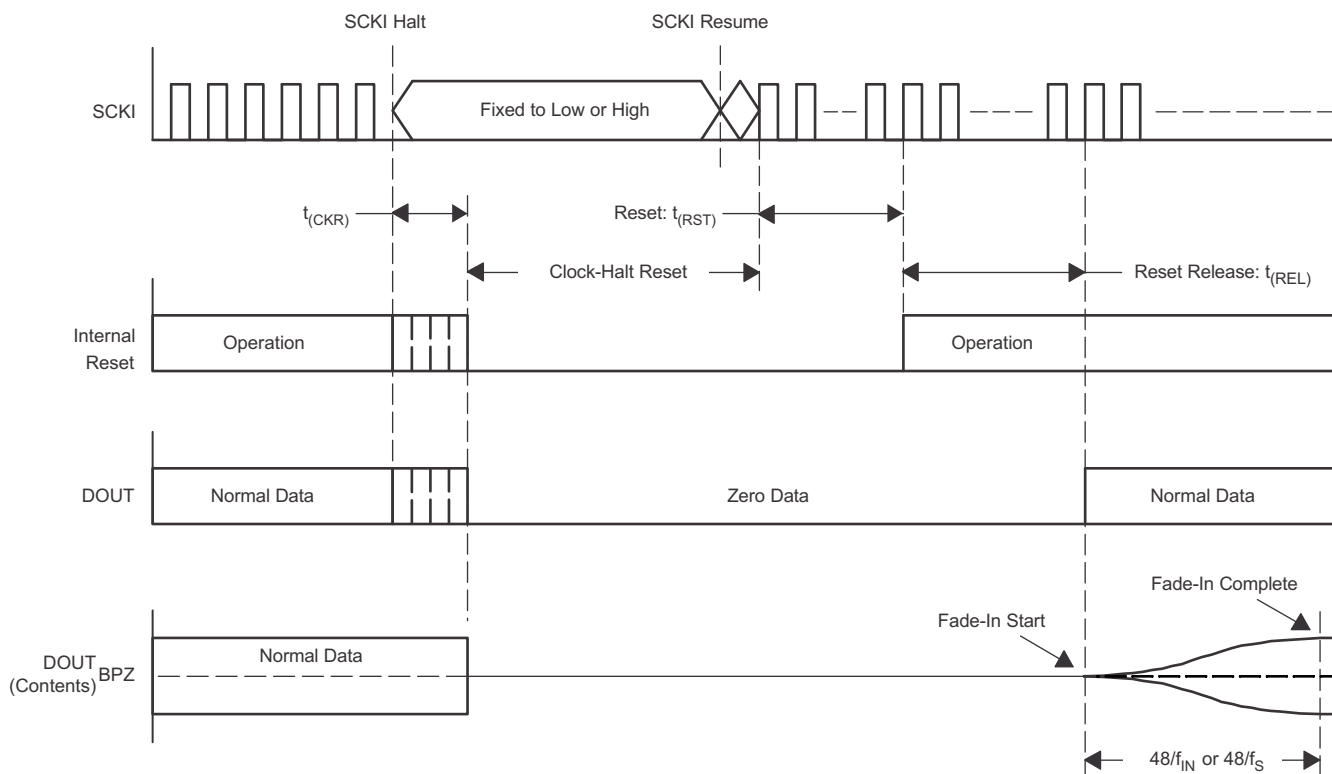 SCKI Halt
SCKI Resume
SCKI
Fixed to Low or High
t(CKR)
Reset: t(RST)
Clock-Halt Reset
Reset Release: t(REL)
Internal
Reset
Operation
Operation
DOUT
Normal Data
Zero Data
Normal Data
Fade-In Complete
Fade-In Start
DOUT
(Contents)
BPZ
Normal Data
48/fIN or 48/fS